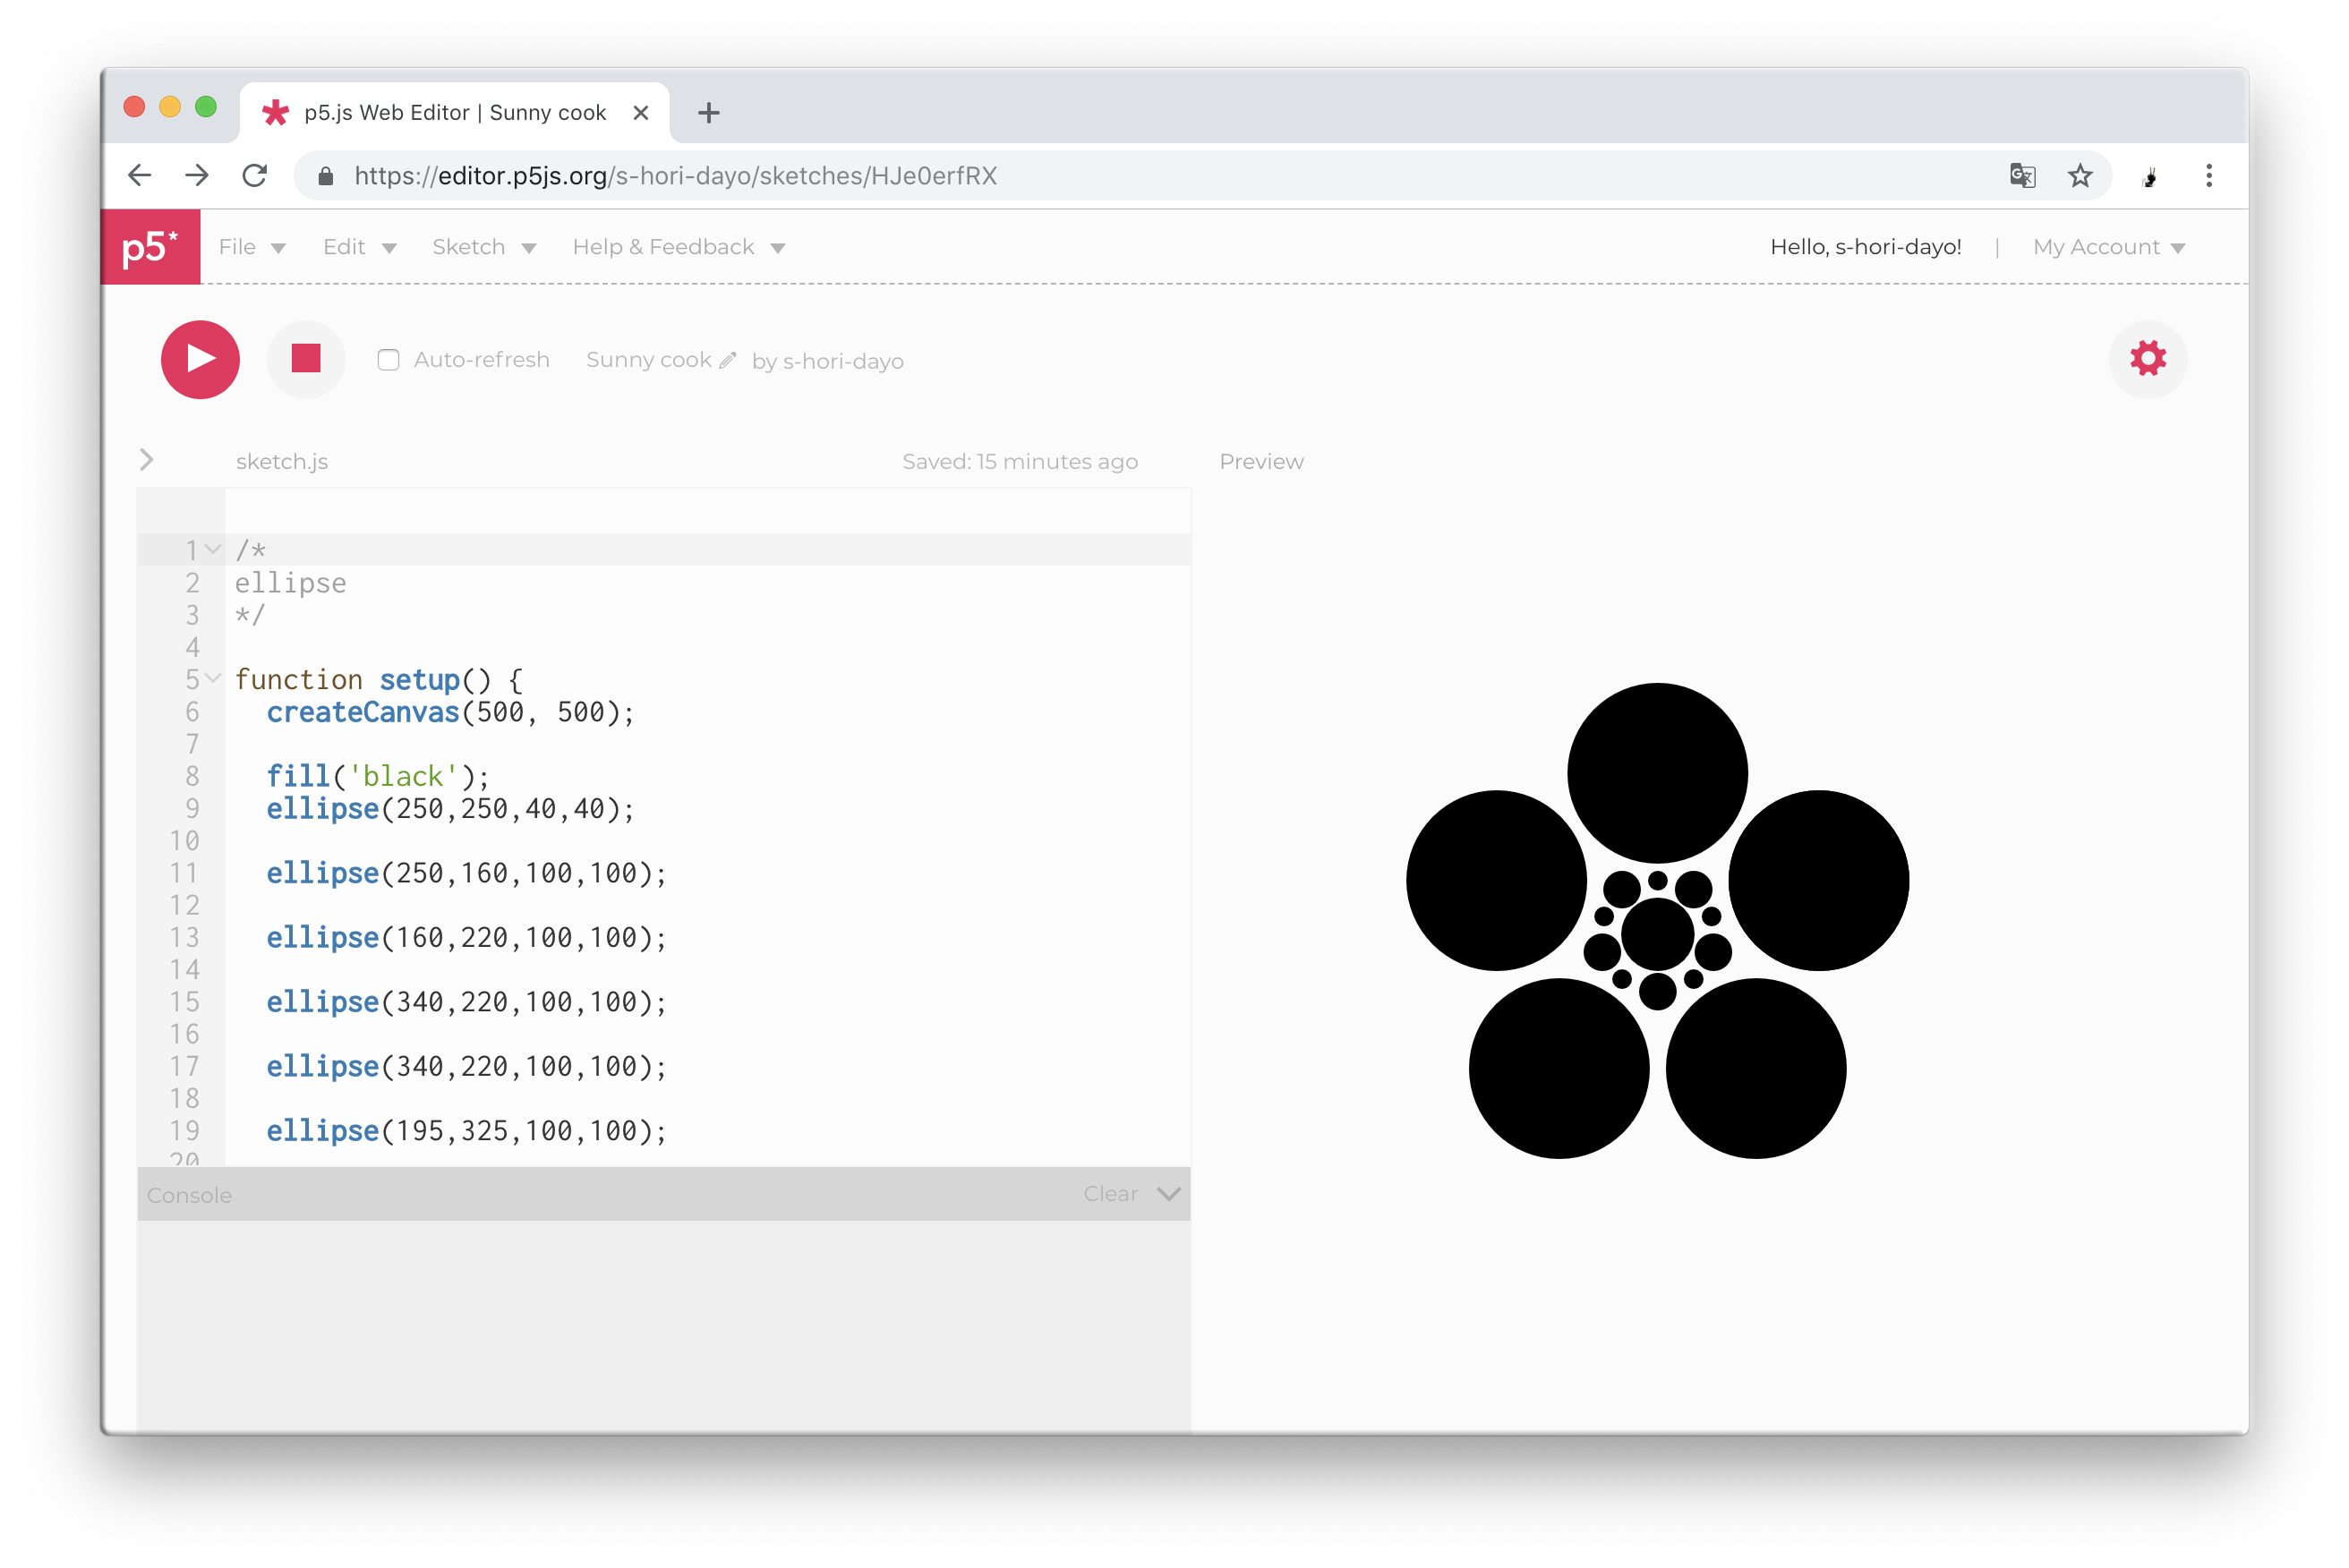 p5.js Web Editor | Sunny cook
https://editor.p5js.org/s-hori-dayo/sketches/HJe0erfRX
p5* File Edit Sketch Help & Feedback Hello, s-hori-dayo! | My Account
Auto-refresh Sunny cook by s-hori-dayo
sketch.js Saved: 15 minutes ago Preview
1 /*
2 ellipse
3 */
4
5 function setup() {
6 createCanvas(500, 500);
7
8 fill('black');
9 ellipse(250,250,40,40);
10
11 ellipse(250,160,100,100);
12
13 ellipse(160,220,100,100);
14
15 ellipse(340,220,100,100);
16
17 ellipse(340,220,100,100);
18
19 ellipse(195,325,100,100);
20
Console Clear